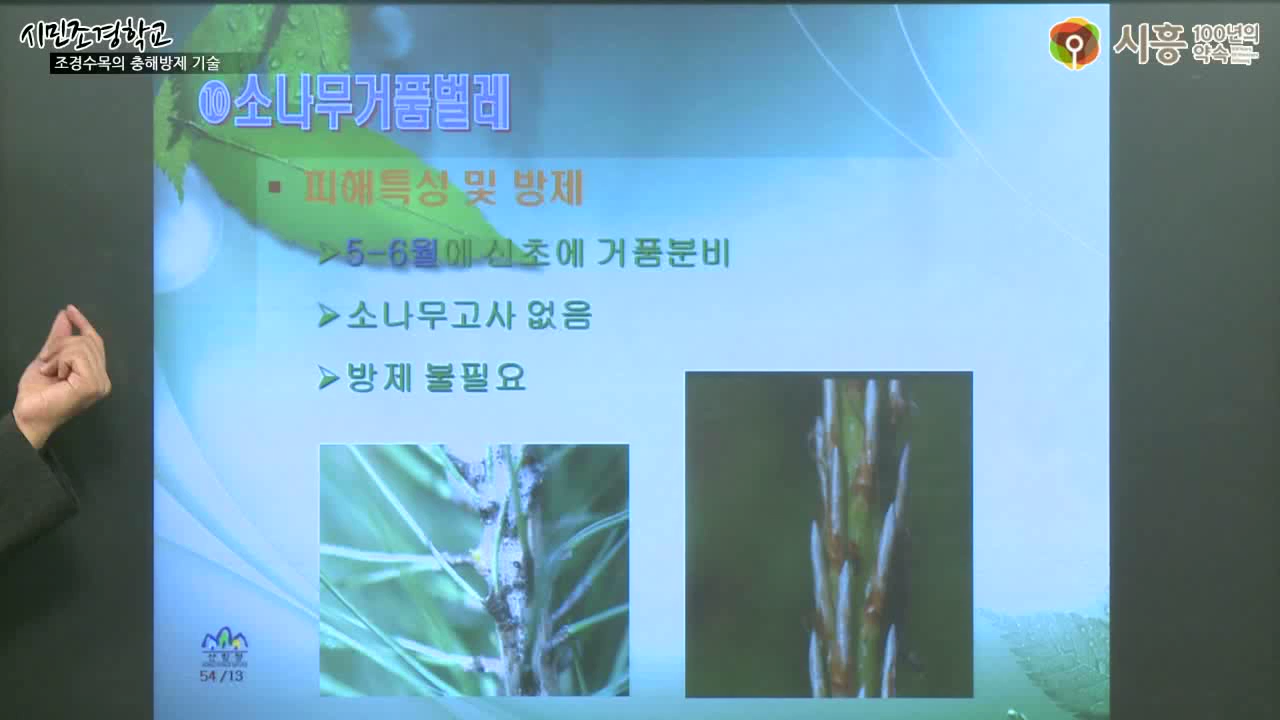 시민조경학교
조경수목의 충해방제 기술
시흥 100년의
약속
⑩소나무거품벌레
▪ 피해특성 및 방제
➢5-6월에 신초에 거품분비
➢소나무고사 없음
➢방제 불필요
산림청
54 /13